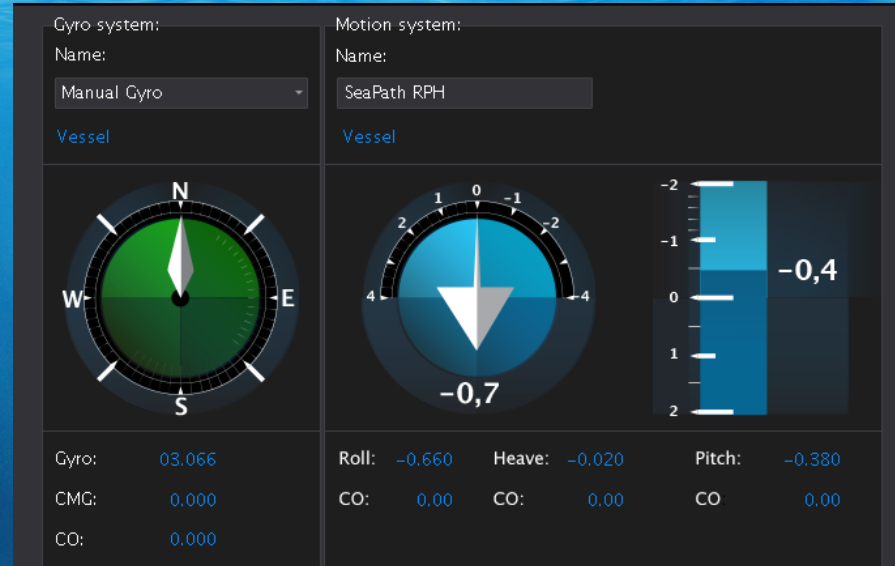 Gyro system:
Name:
Manual Gyro
Vessel
N
W
E
S
Gyro: 03.066
CMG: 0.000
CO: 0.000
Motion system:
Name:
SeaPath RPH
Vessel
0
1 -1
2 -2
4 -4
-0,7
-2
-1
0
1
2
-0,4
Roll: -0.660 Heave: -0.020 Pitch: -0.380
CO: 0.00 CO: 0.00 CO 0.00